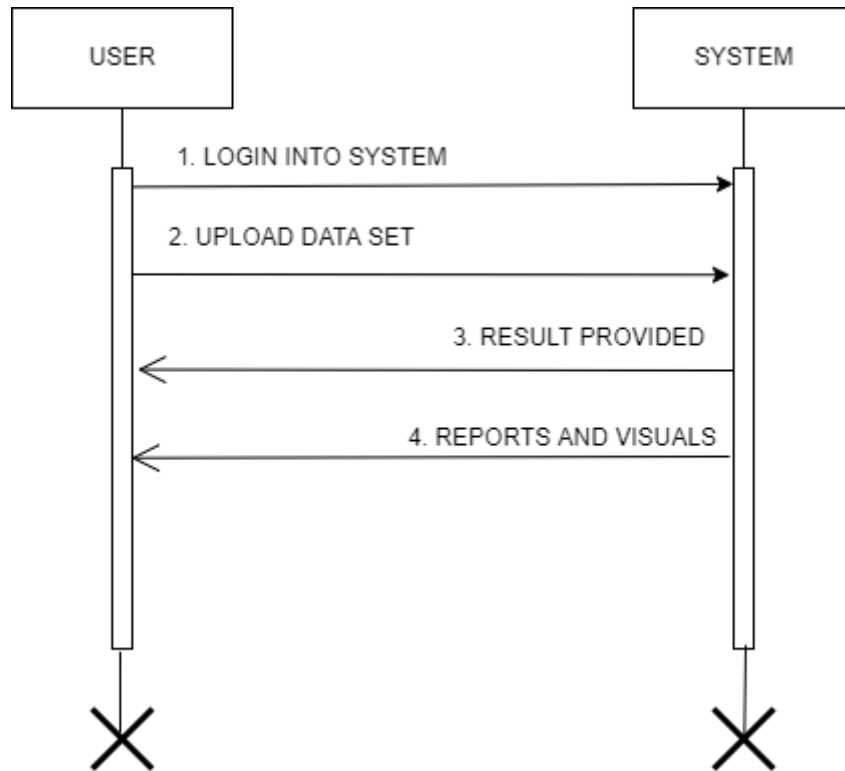 USER
SYSTEM
1. LOGIN INTO SYSTEM
2. UPLOAD DATA SET
3. RESULT PROVIDED
4. REPORTS AND VISUALS